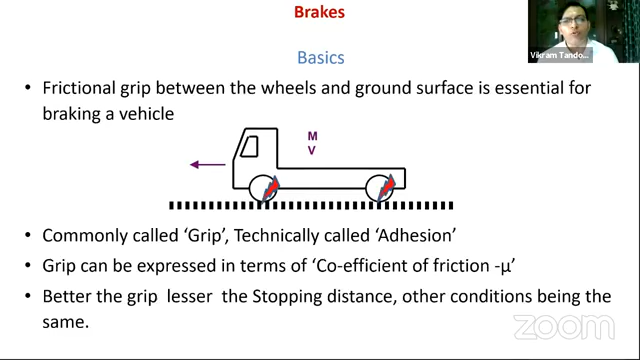 Brakes
Vikram Tando...
Basics
• Frictional grip between the wheels and ground surface is essential for
braking a vehicle
M
V
• Commonly called ‘Grip’, Technically called ‘Adhesion’
• Grip can be expressed in terms of ‘Co-efficient of friction -µ’
• Better the grip lesser the Stopping distance, other conditions being the
same.
zoom